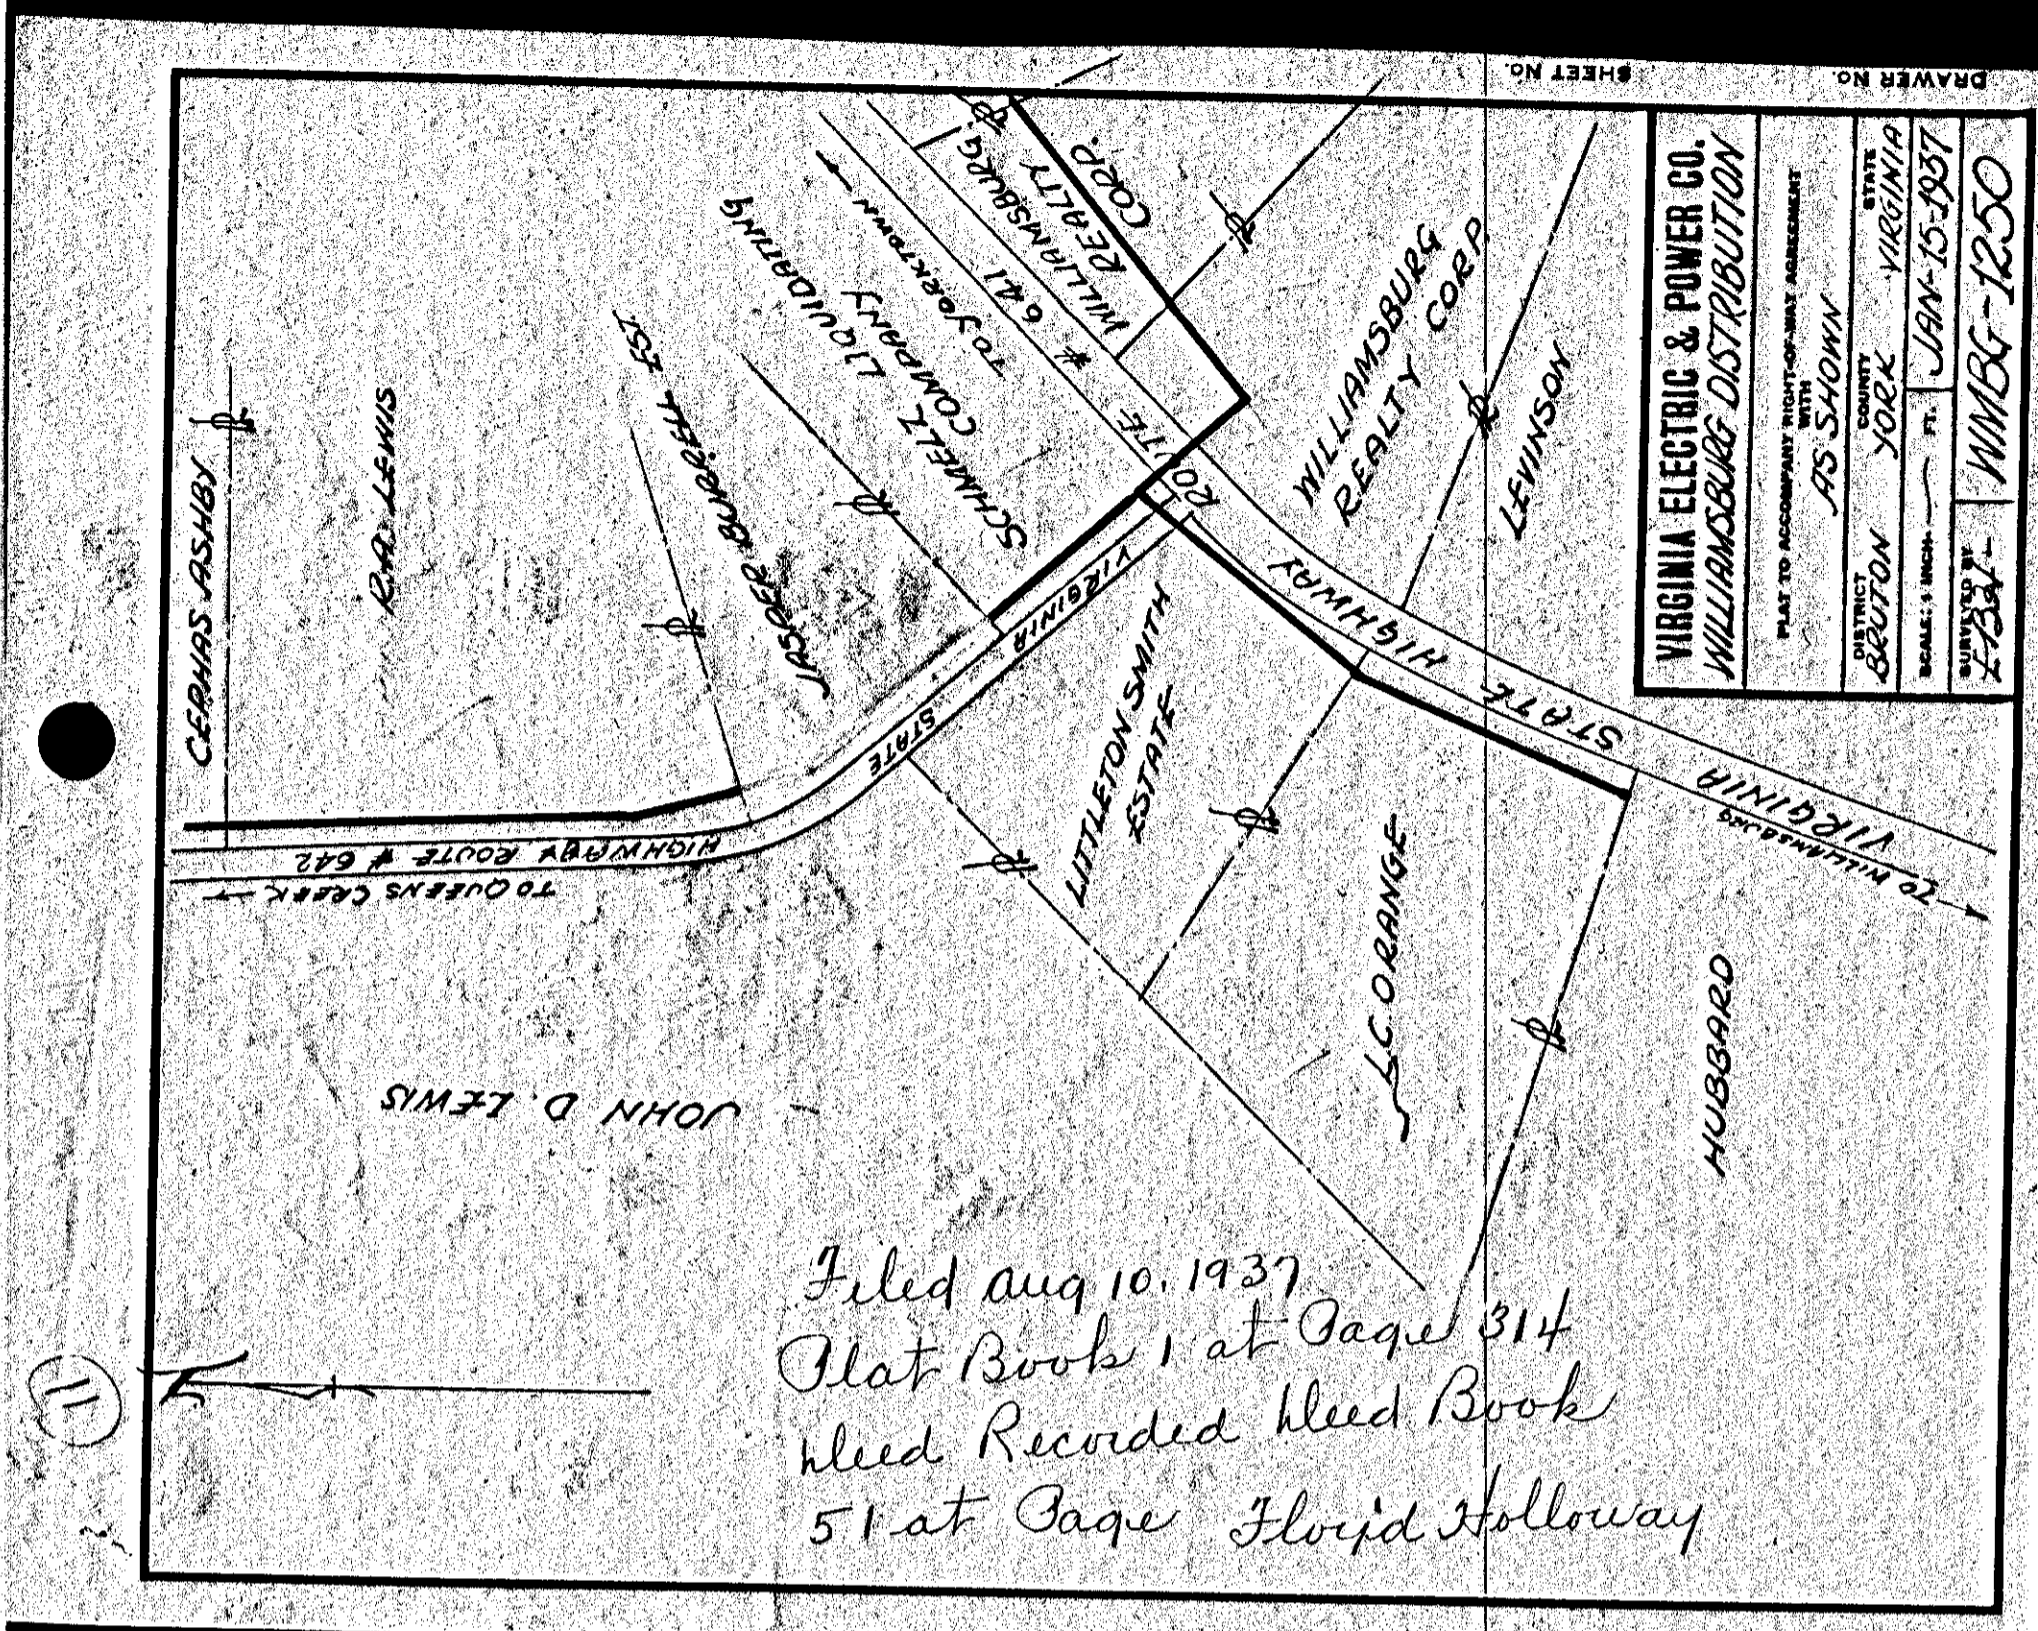 SHEET NO.
DRAWER NO.
VIRGINIA ELECTRIC & POWER CO.
WILLIAMSBURG DISTRIBUTION
PLAT TO ACCOMPANY RIGHT-OF-WAY AGREEMENT
WITH
AS SHOWN
DISTRICT COUNTY STATE
BRUTON YORK VIRGINIA
SCALE: 1 INCH= FT. JAN-15-1937
SURVEYED BY
WMBG-1250
CEPHAS ASHBY
R.A. LEWIS
JASPER BURRELL EST.
SCHMELZ LIQUIDATING
COMPANY
TO YORKTOWN
WILLIAMSBURG
REALTY
CORP.
WILLIAMSBURG
REALTY CORP.
LEVINSON
VIRGINIA STATE HIGHWAY ROUTE # 641
TO WILLIAMSBURG
VIRGINIA STATE HIGHWAY ROUTE # 642
TO QUEENS CREEK
LITTLETON SMITH
ESTATE
L.C. ORANGE
HUBBARD
JOHN D. LEWIS
11
Filed Aug 10, 1937
Plat Book 1 at Page 314
Deed Recorded Deed Book
51 at Page Floyd Holloway